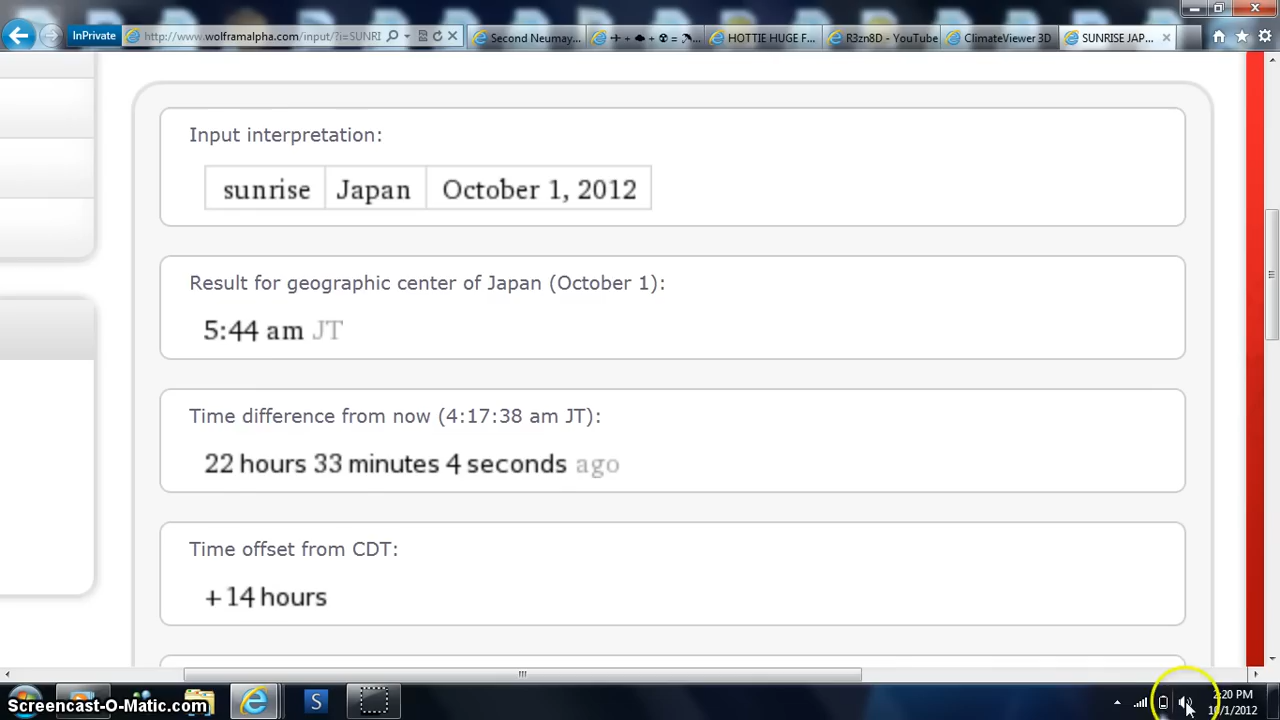 InPrivate
http://www.wolframalpha.com/input/?i=SUNRI
Second Neumay...
HOTTIE HUGE F...
R3zn8D - YouTube
ClimateViewer 3D
SUNRISE JAP...
Input interpretation:
sunrise Japan October 1, 2012
Result for geographic center of Japan (October 1):
5:44 am JT
Time difference from now (4:17:38 am JT):
22 hours 33 minutes 4 seconds ago
Time offset from CDT:
+14 hours
Screencast-O-Matic.com
S
2:20 PM
10/1/2012